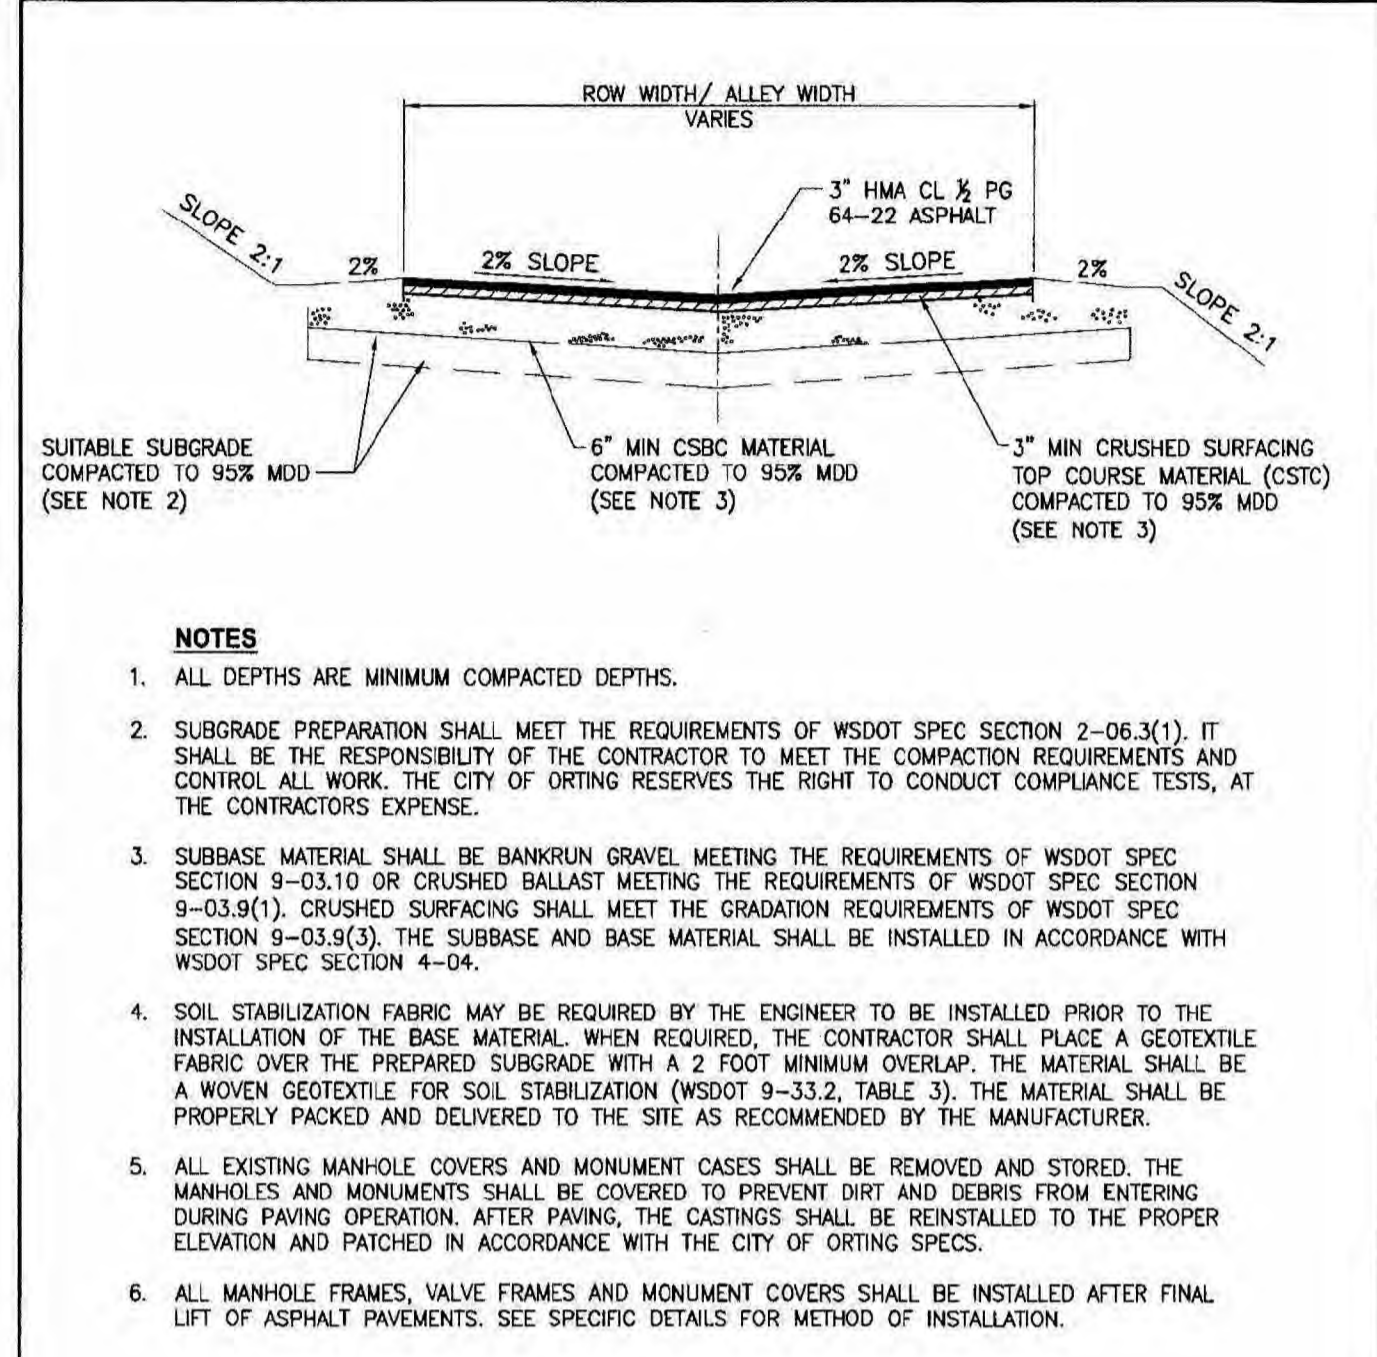 ROW WIDTH/ ALLEY WIDTH
VARIES
3" HMA CL ½ PG
64-22 ASPHALT
SLOPE 2:1
2%
2% SLOPE
2% SLOPE
2%
SLOPE 2:1
SUITABLE SUBGRADE
COMPACTED TO 95% MDD
(SEE NOTE 2)
6" MIN CSBC MATERIAL
COMPACTED TO 95% MDD
(SEE NOTE 3)
3" MIN CRUSHED SURFACING
TOP COURSE MATERIAL (CSTC)
COMPACTED TO 95% MDD
(SEE NOTE 3)
NOTES
1. ALL DEPTHS ARE MINIMUM COMPACTED DEPTHS.
2. SUBGRADE PREPARATION SHALL MEET THE REQUIREMENTS OF WSDOT SPEC SECTION 2-06.3(1). IT
SHALL BE THE RESPONSIBILITY OF THE CONTRACTOR TO MEET THE COMPACTION REQUIREMENTS AND
CONTROL ALL WORK. THE CITY OF ORTING RESERVES THE RIGHT TO CONDUCT COMPLIANCE TESTS, AT
THE CONTRACTORS EXPENSE.
3. SUBBASE MATERIAL SHALL BE BANKRUN GRAVEL MEETING THE REQUIREMENTS OF WSDOT SPEC
SECTION 9-03.10 OR CRUSHED BALLAST MEETING THE REQUIREMENTS OF WSDOT SPEC SECTION
9-03.9(1). CRUSHED SURFACING SHALL MEET THE GRADATION REQUIREMENTS OF WSDOT SPEC
SECTION 9-03.9(3). THE SUBBASE AND BASE MATERIAL SHALL BE INSTALLED IN ACCORDANCE WITH
WSDOT SPEC SECTION 4-04.
4. SOIL STABILIZATION FABRIC MAY BE REQUIRED BY THE ENGINEER TO BE INSTALLED PRIOR TO THE
INSTALLATION OF THE BASE MATERIAL. WHEN REQUIRED, THE CONTRACTOR SHALL PLACE A GEOTEXTILE
FABRIC OVER THE PREPARED SUBGRADE WITH A 2 FOOT MINIMUM OVERLAP. THE MATERIAL SHALL BE
A WOVEN GEOTEXTILE FOR SOIL STABILIZATION (WSDOT 9-33.2, TABLE 3). THE MATERIAL SHALL BE
PROPERLY PACKED AND DELIVERED TO THE SITE AS RECOMMENDED BY THE MANUFACTURER.
5. ALL EXISTING MANHOLE COVERS AND MONUMENT CASES SHALL BE REMOVED AND STORED. THE
MANHOLES AND MONUMENTS SHALL BE COVERED TO PREVENT DIRT AND DEBRIS FROM ENTERING
DURING PAVING OPERATION. AFTER PAVING, THE CASTINGS SHALL BE REINSTALLED TO THE PROPER
ELEVATION AND PATCHED IN ACCORDANCE WITH THE CITY OF ORTING SPECS.
6. ALL MANHOLE FRAMES, VALVE FRAMES AND MONUMENT COVERS SHALL BE INSTALLED AFTER FINAL
LIFT OF ASPHALT PAVEMENTS. SEE SPECIFIC DETAILS FOR METHOD OF INSTALLATION.